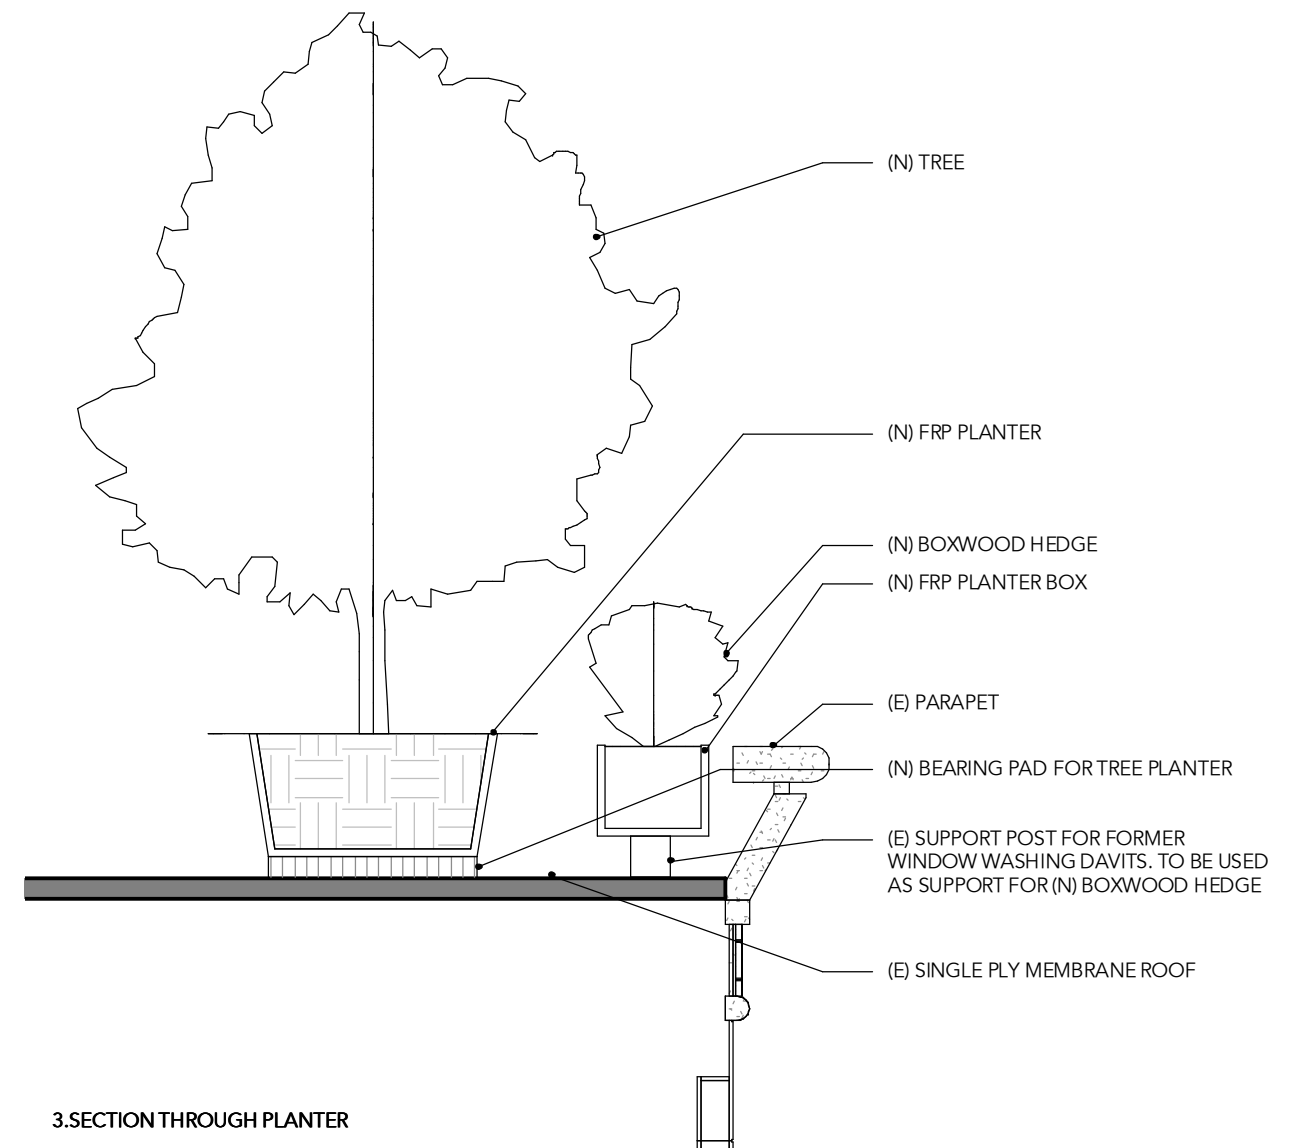 (N) TREE
(N) FRP PLANTER
(N) BOXWOOD HEDGE
(N) FRP PLANTER BOX
(E) PARAPET
(N) BEARING PAD FOR TREE PLANTER
(E) SUPPORT POST FOR FORMER
WINDOW WASHING DAVITS. TO BE USED
AS SUPPORT FOR (N) BOXWOOD HEDGE
(E) SINGLE PLY MEMBRANE ROOF
3.SECTION THROUGH PLANTER